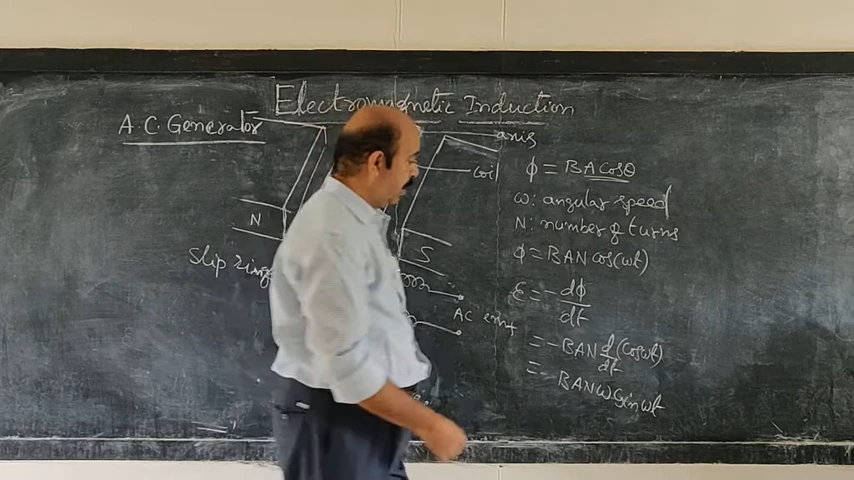 Electromagnetic Induction
A.C. Generator
axis
Coil
N
S
Slip rings
AC emf
ϕ = BA Cosθ
ω: angular speed
N: number of turns
ϕ = BAN Cos(ωt)
ε = - dϕ/dt
= - BAN d/dt (Cosωt)
= - BANω Sinωt